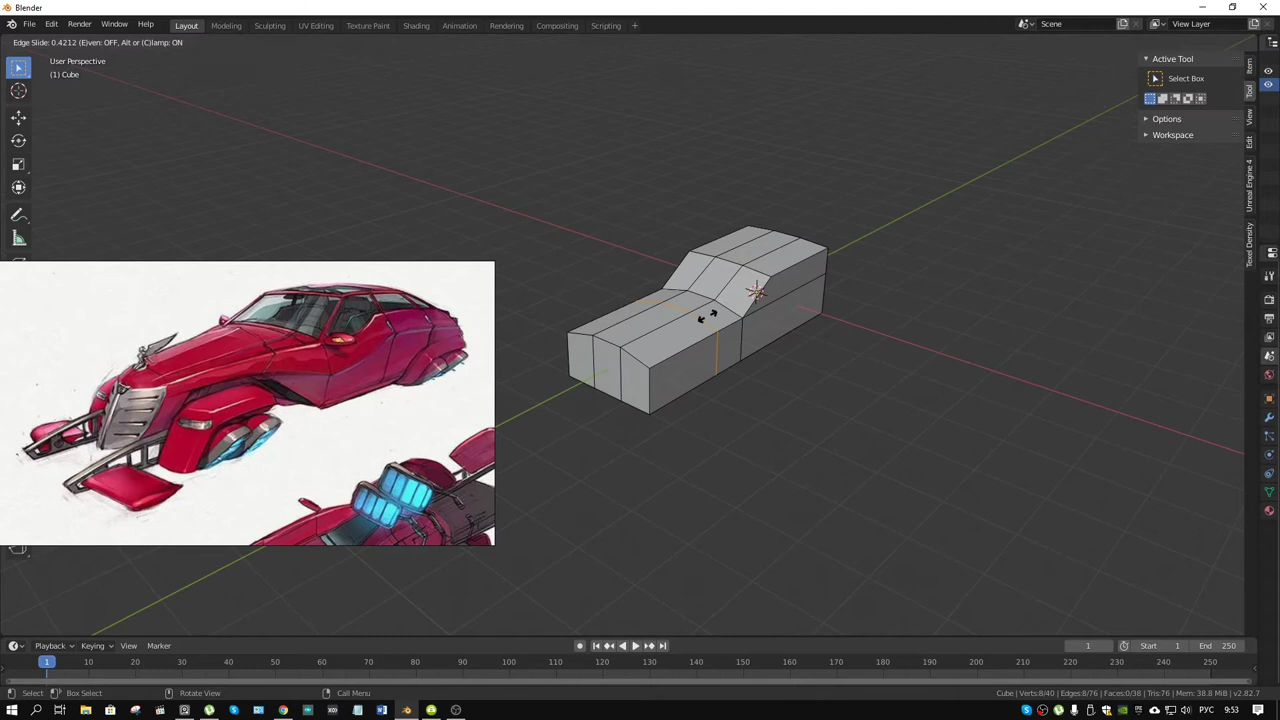 Blender
File Edit Render Window Help
Layout Modeling Sculpting UV Editing Texture Paint Shading Animation Rendering Compositing Scripting +
Scene
View Layer
Edge Slide: 0.4212 (E)ven: OFF, Alt or (C)lamp: ON
User Perspective
(1) Cube
Active Tool
Select Box
Options
Workspace
Item
Tool
View
Edit
Unreal Engine 4
Texel Density
Playback Keying View Marker
1 Start 1 End 250
1 10 20 30 40 50 60 70 80 90 100 110 120 130 140 150 160 170 180 190 200 210 220 230 240 250
Select Box Select Rotate View Call Menu
Cube | Verts:8/40 | Edges:8/76 | Faces:0/38 | Tris:76 | Mem: 38.8 MiB | v2.82.7
РУС 9:53